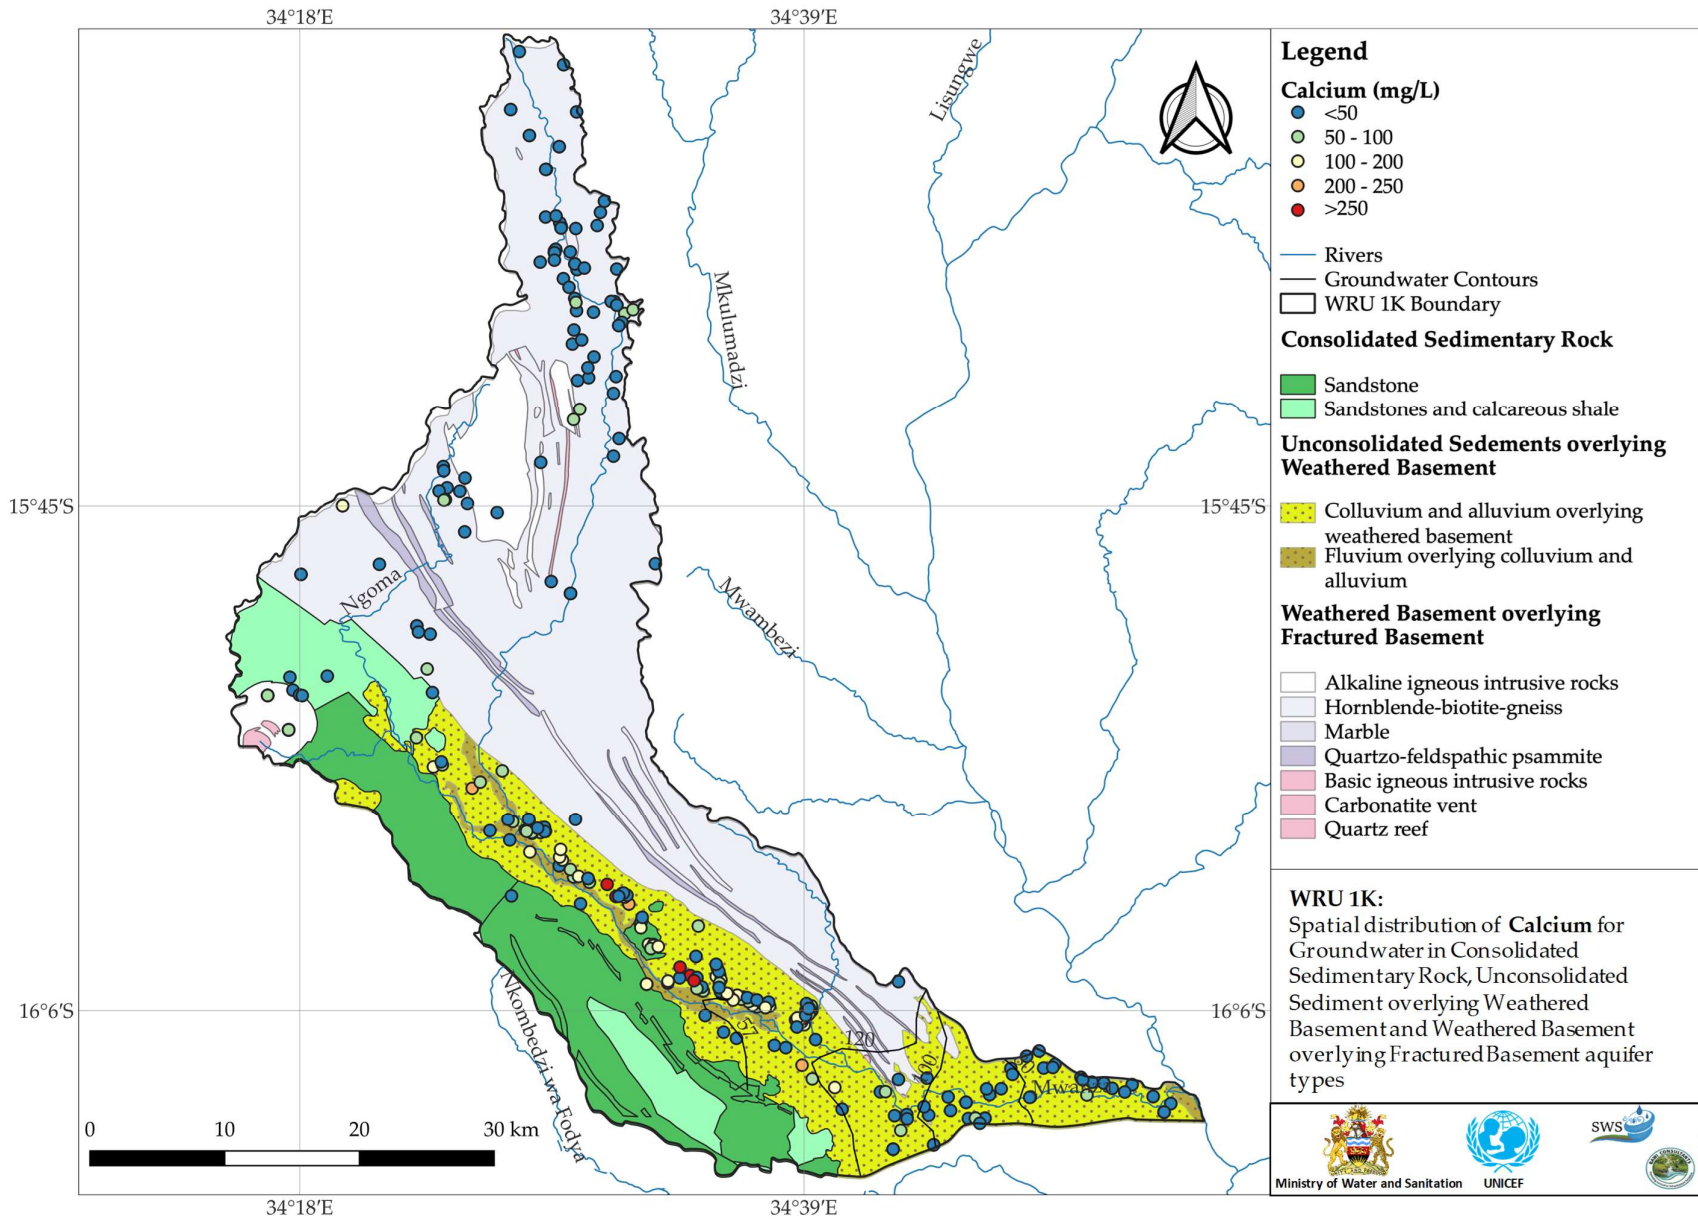 34°18'E
34°39'E
Lisungwe
Mkulumadzi
15°45'S
15°45'S
Ngoma
Mwambezi
16°6'S
16°6'S
Nkombedzi wa Fodya
57
120
Mwanza
0 10 20 30 km
34°18'E
34°39'E
Legend
Calcium (mg/L)
<50
50 - 100
100 - 200
200 - 250
>250
Rivers
Groundwater Contours
WRU 1K Boundary
Consolidated Sedimentary Rock
Sandstone
Sandstones and calcareous shale
Unconsolidated Sedements overlying
Weathered Basement
Colluvium and alluvium overlying
weathered basement
Fluvium overlying colluvium and
alluvium
Weathered Basement overlying
Fractured Basement
Alkaline igneous intrusive rocks
Hornblende-biotite-gneiss
Marble
Quartzo-feldspathic psammite
Basic igneous intrusive rocks
Carbonatite vent
Quartz reef
WRU 1K:
Spatial distribution of Calcium for
Groundwater in Consolidated
Sedimentary Rock, Unconsolidated
Sediment overlying Weathered
Basement and Weathered Basement
overlying Fractured Basement aquifer
types
SWS
Ministry of Water and Sanitation
UNICEF